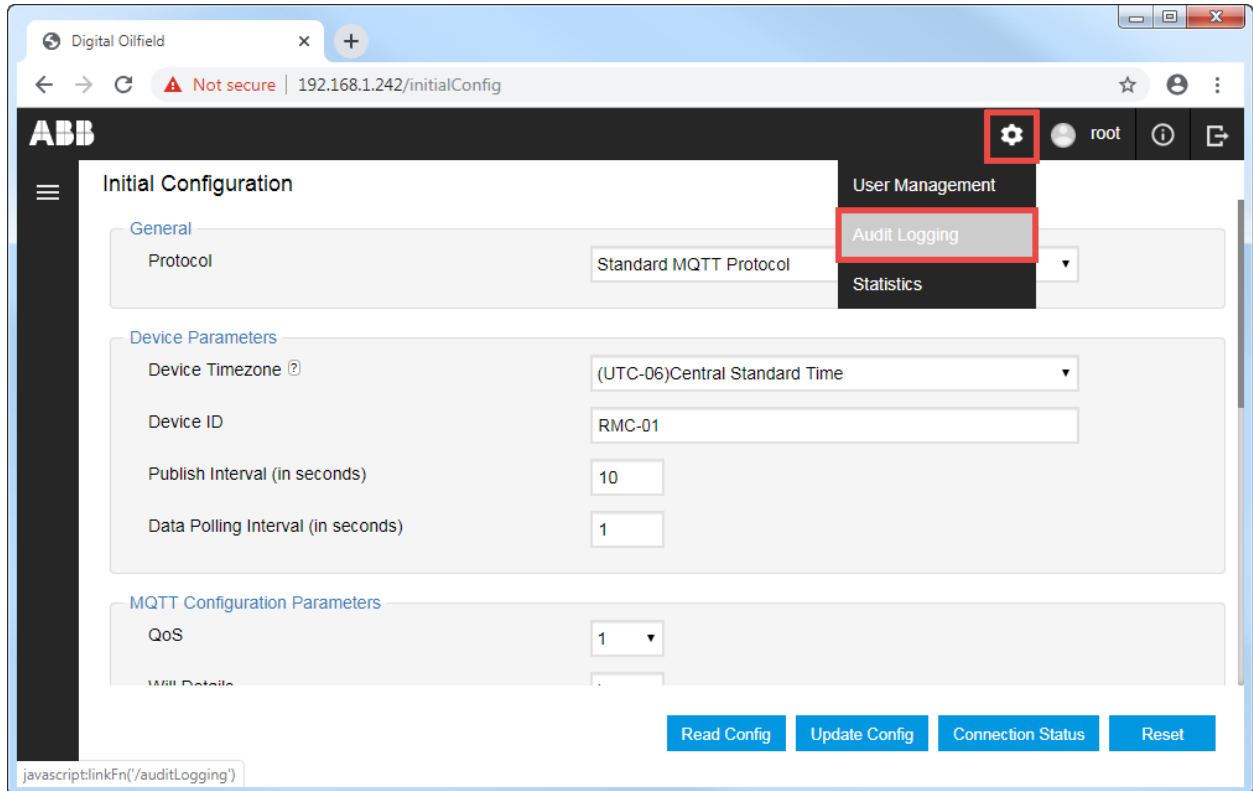 Digital Oilfield
Not secure | 192.168.1.242/initialConfig
ABB
root
Initial Configuration
User Management
Audit Logging
Statistics
General
Protocol
Standard MQTT Protocol
Device Parameters
Device Timezone ?
(UTC-06)Central Standard Time
Device ID
RMC-01
Publish Interval (in seconds)
10
Data Polling Interval (in seconds)
1
MQTT Configuration Parameters
QoS
1
Will Details
Read Config
Update Config
Connection Status
Reset
javascript:linkFn('/auditLogging')